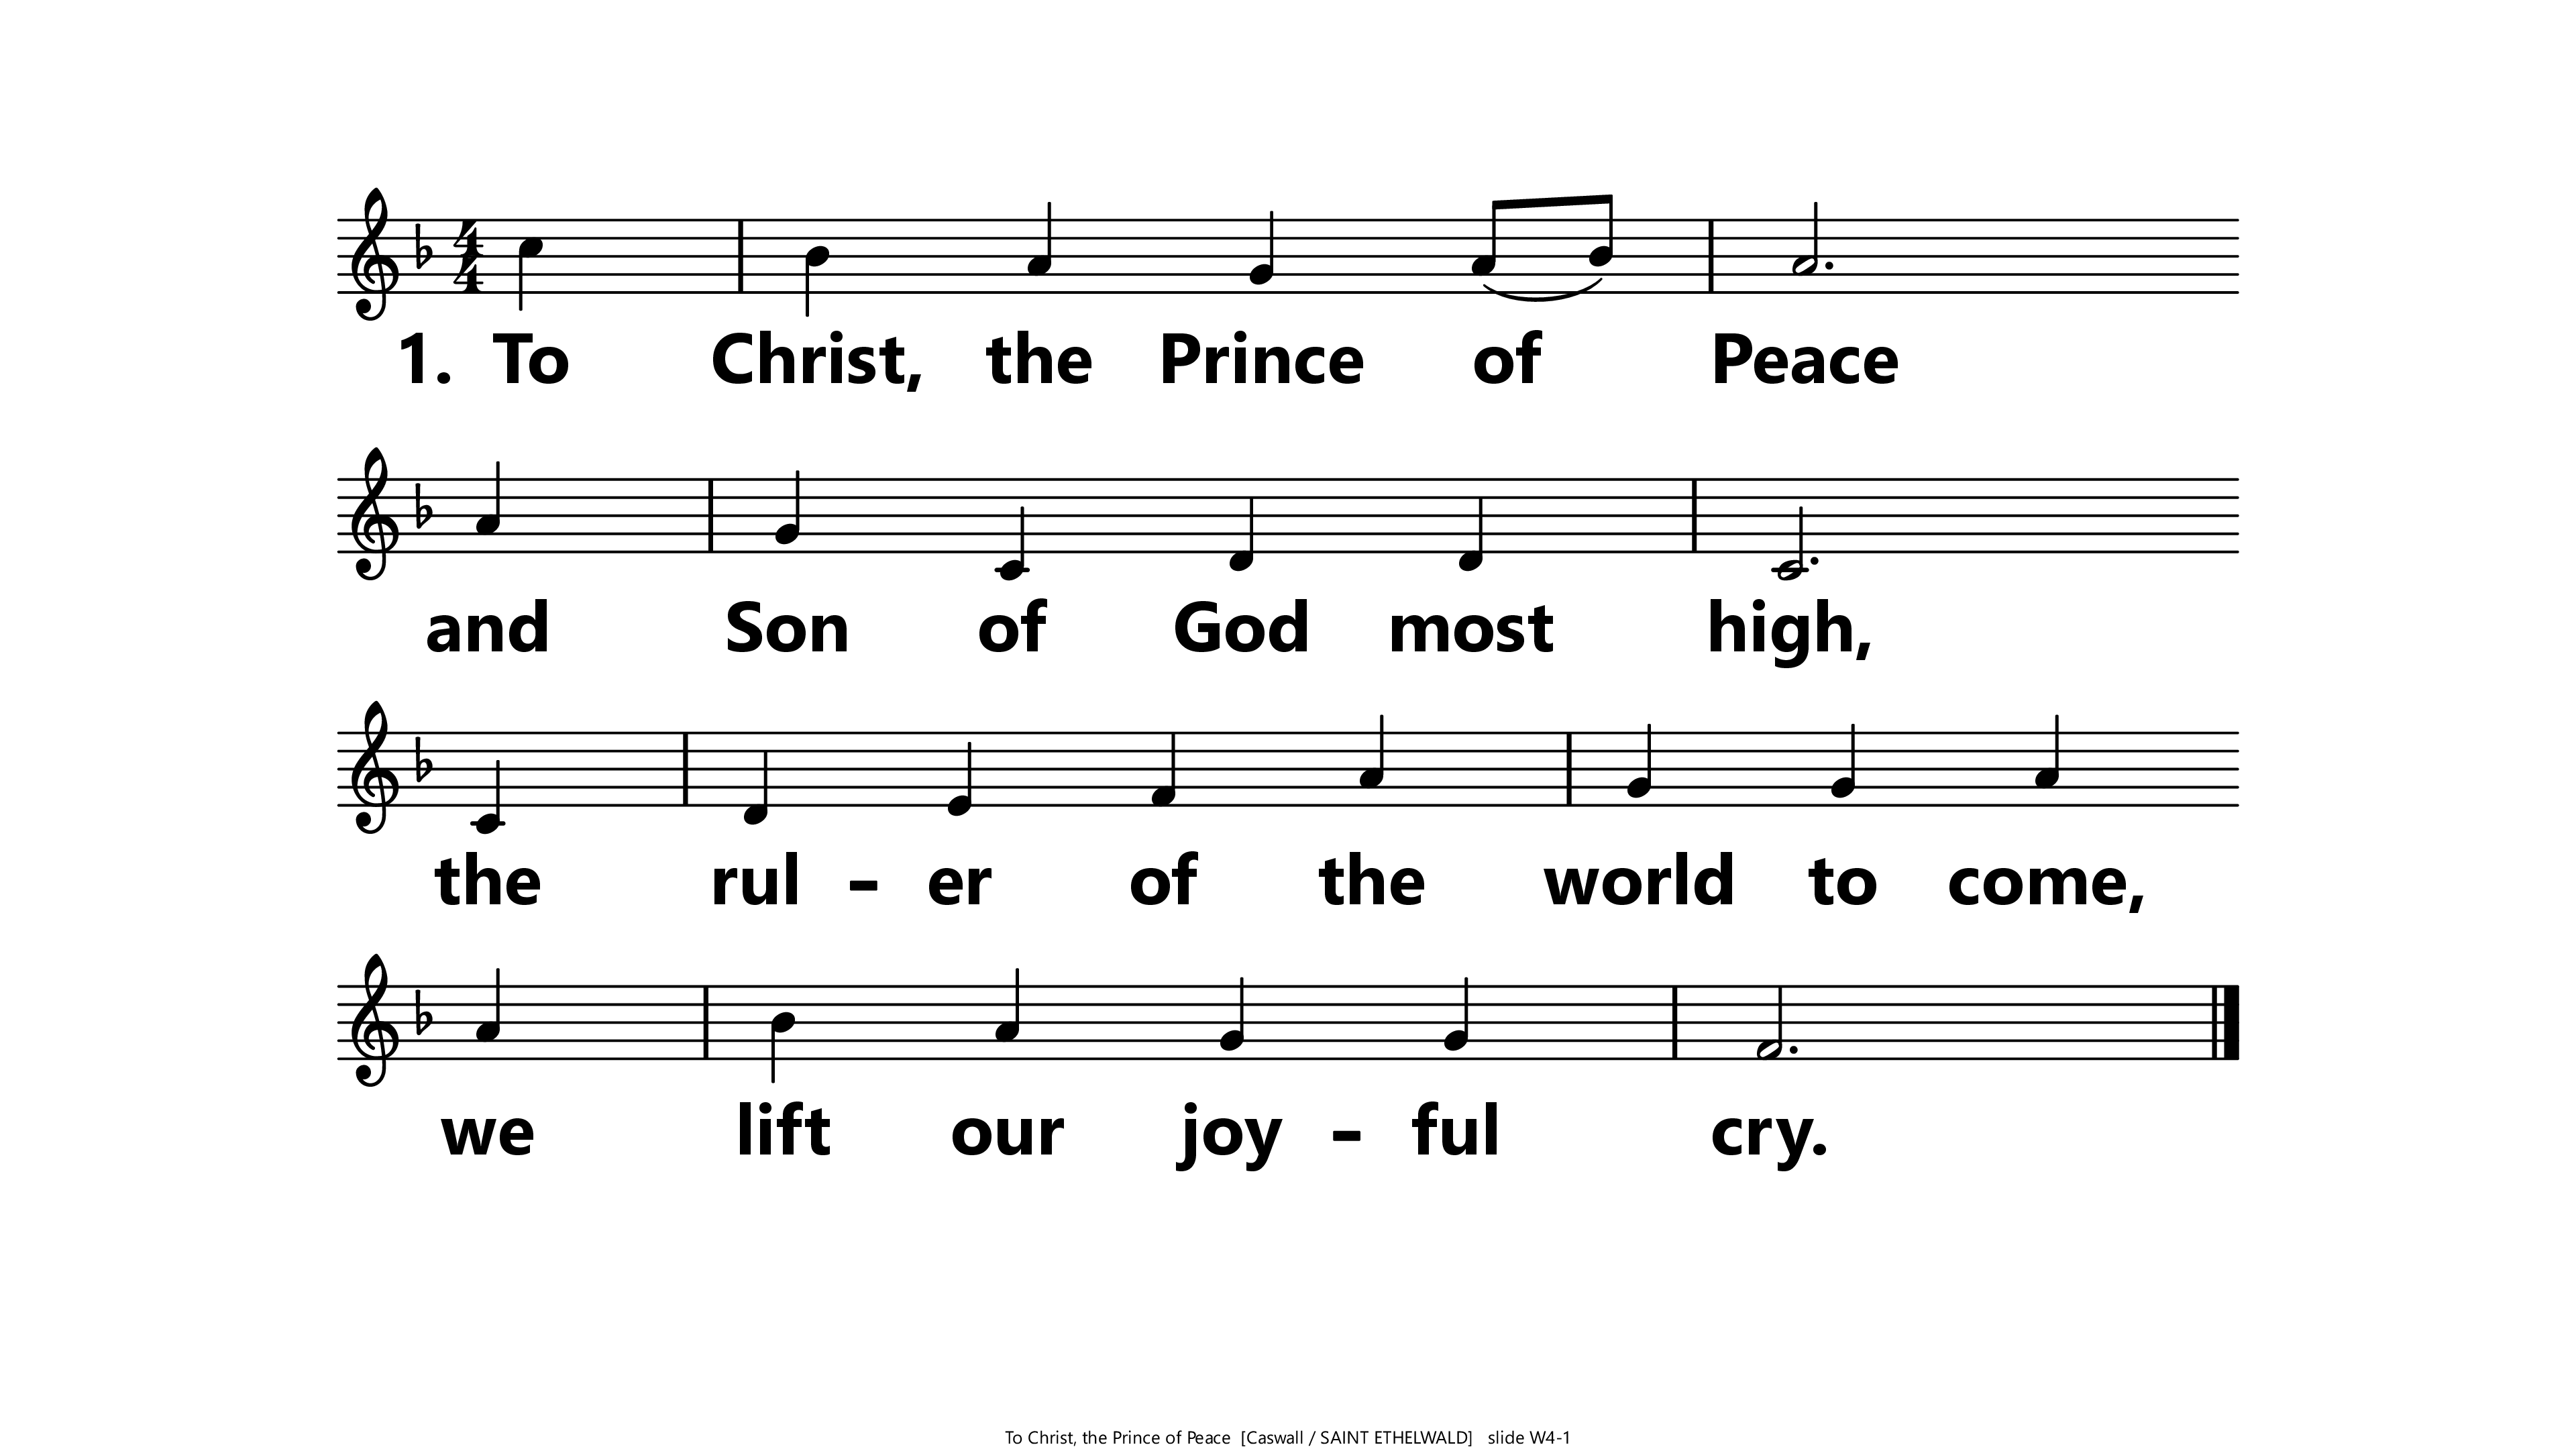 1. To Christ, the Prince of Peace
and Son of God most high,
the rul - er of the world to come,
we lift our joy - ful cry.
To Christ, the Prince of Peace [Caswall / SAINT ETHELWALD] slide W4-1